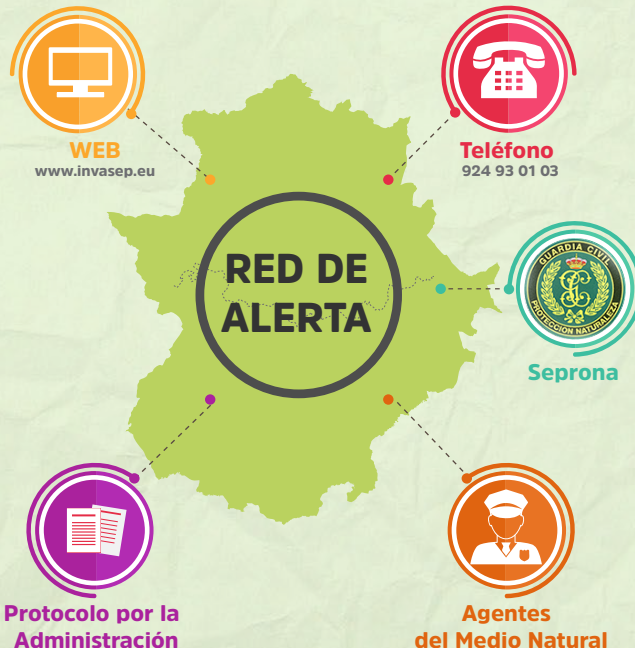 WEB
www.invasep.eu
Teléfono
924 93 01 03
RED DE
ALERTA
GUARDIA CIVIL
PROTECCION NATURALEZA
Seprona
Protocolo por la
Administración
Agentes
del Medio Natural